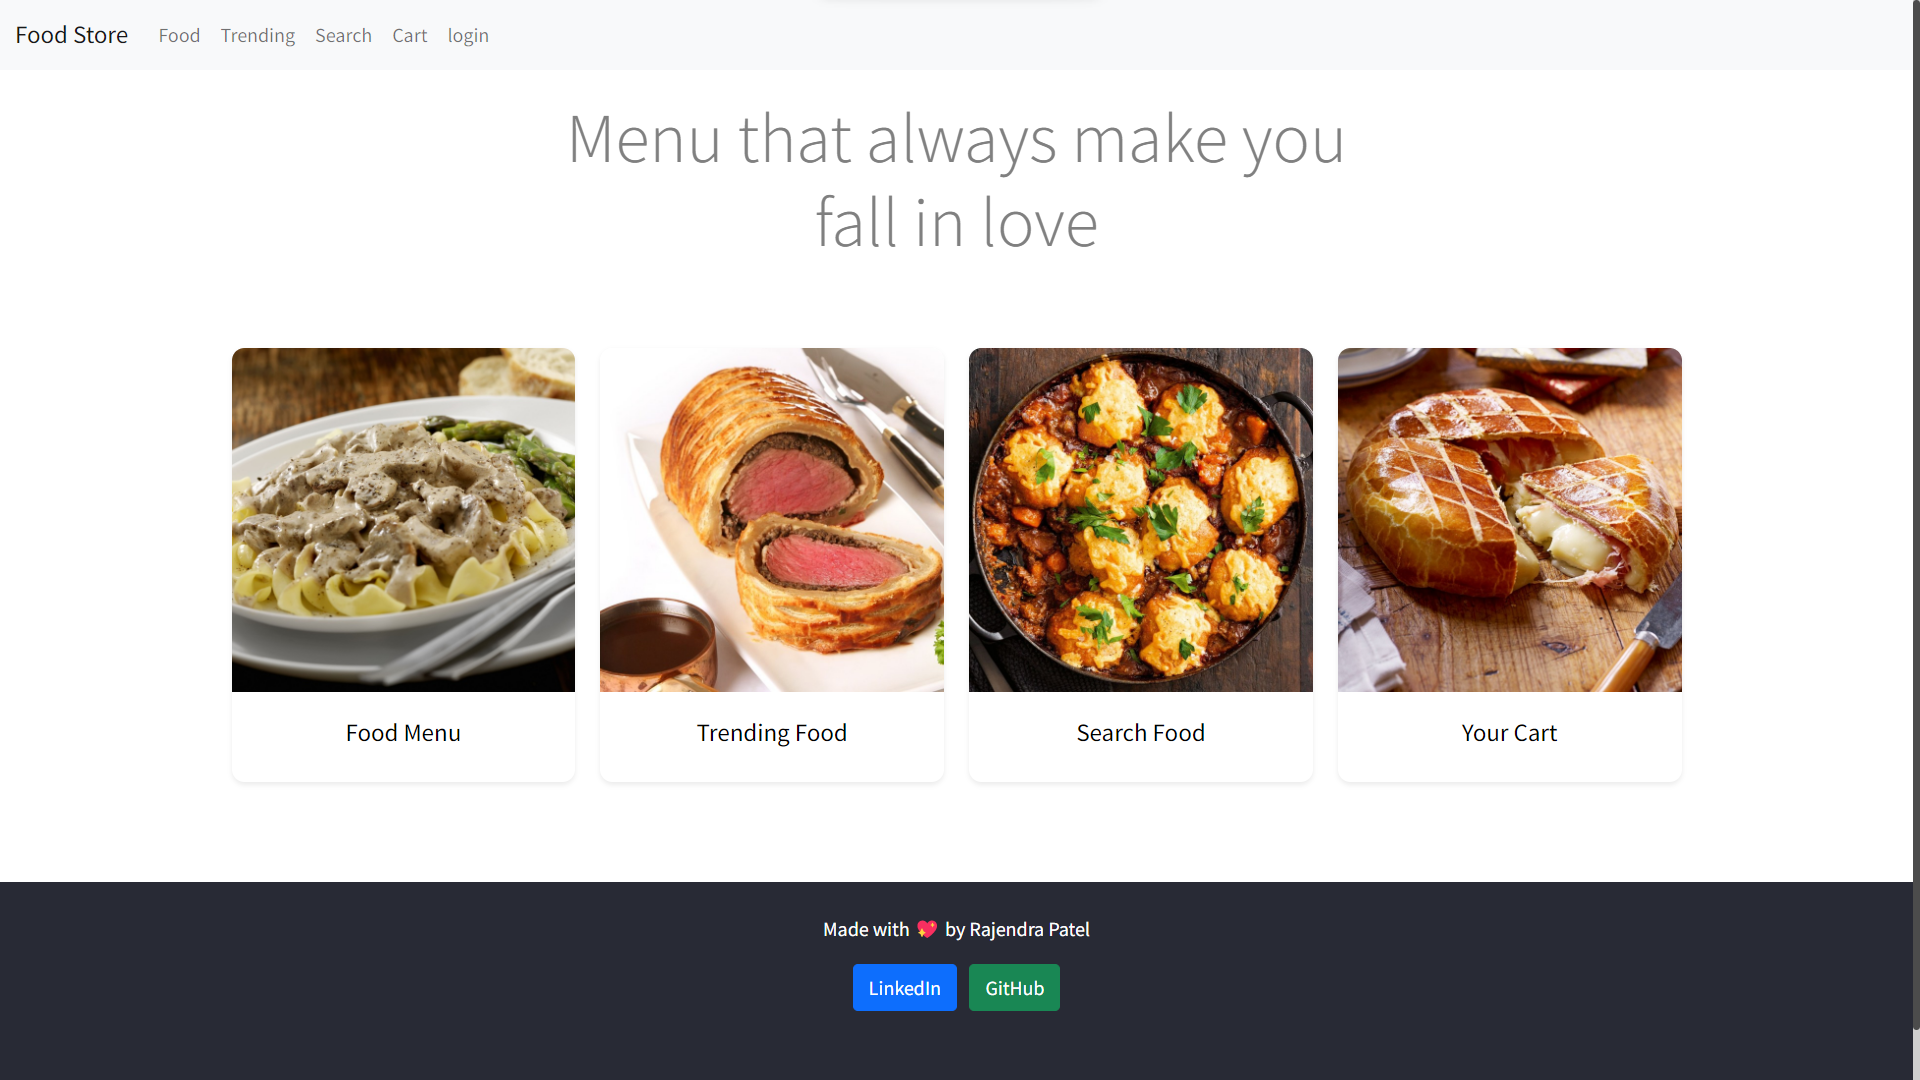 Food Store Food Trending Search Cart login
Menu that always make you
fall in love
Food Menu
Trending Food
Search Food
Your Cart
Made with 💖 by Rajendra Patel
LinkedIn GitHub